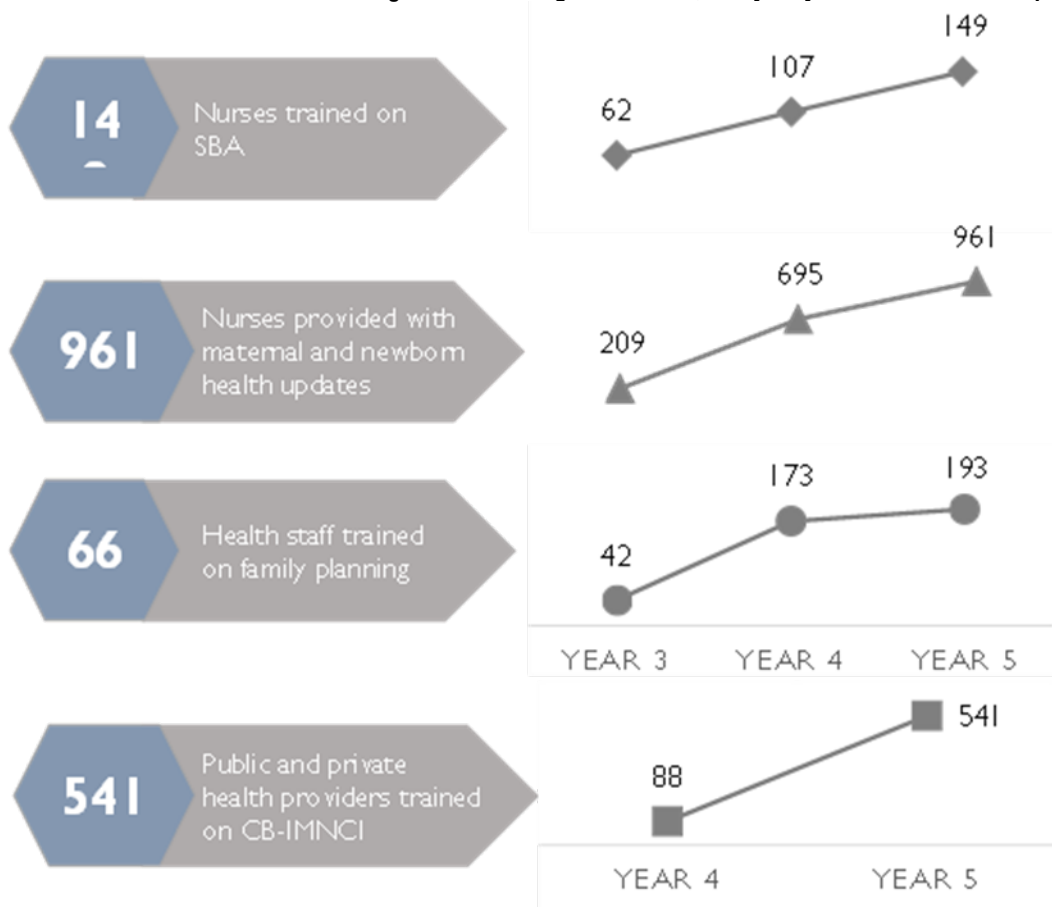 149
107
62
14
Nurses trained on
SBA
961
695
209
961
Nurses provided with
maternal and newborn
health updates
173
193
42
66
Health staff trained
on family planning
YEAR 3
YEAR 4
YEAR 5
541
88
541
Public and private
health providers trained
on CB-IMNCI
YEAR 4
YEAR 5